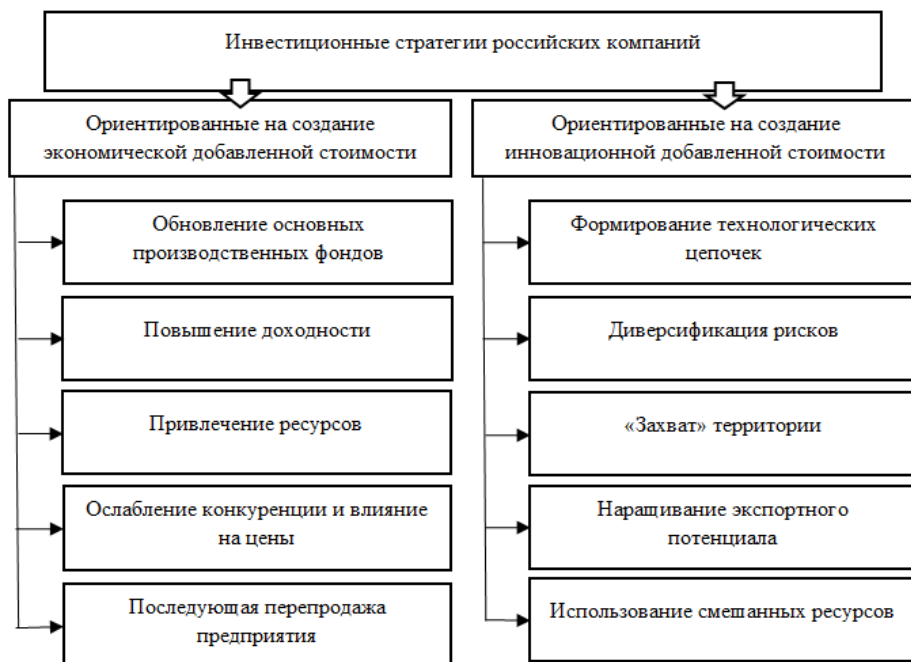 Инвестиционные стратегии российских компаний
Ориентированные на создание
экономической добавленной стоимости
Обновление основных
производственных фондов
Повышение доходности
Привлечение ресурсов
Ослабление конкуренции и влияние
на цены
Последующая перепродажа
предприятия
Ориентированные на создание
инновационной добавленной стоимости
Формирование технологических
цепочек
Диверсификация рисков
«Захват» территории
Наращивание экспортного
потенциала
Использование смешанных ресурсов